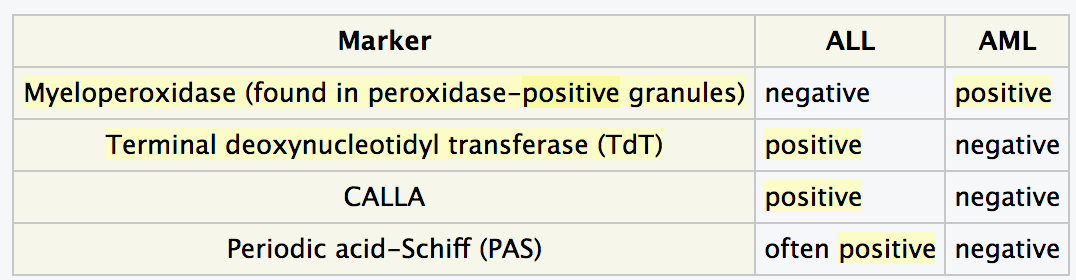 Marker ALL AML
Myeloperoxidase (found in peroxidase-positive granules) negative positive
Terminal deoxynucleotidyl transferase (TdT) positive negative
CALLA positive negative
Periodic acid–Schiff (PAS) often positive negative